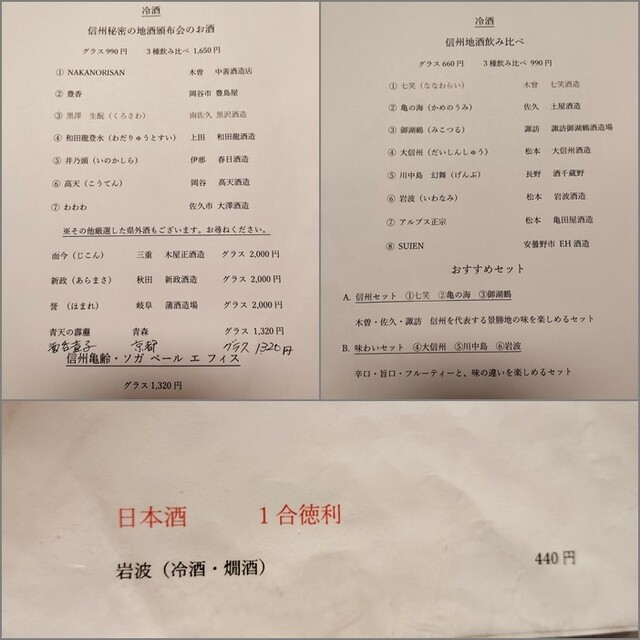 冷酒
信州秘密の地酒頒布会のお酒
グラス 990円 3種飲み比べ 1,650円
① NAKANORISAN 木曽 中善酒造店
② 豊香 岡谷市 豊島屋
③ 黒澤 生酛(くろさわ) 南佐久 黒沢酒造
④ 和田龍登水(わだりゅうとすい) 上田 和田龍酒造
⑤ 井乃頭(いのかしら) 伊那 春日酒造
⑥ 高天(こうてん) 岡谷 髙天酒造
⑦ わわわ 佐久市 大澤酒造
※その他厳選した県外酒もございます。お尋ねください。
而今(じこん) 三重 木屋正酒造 グラス 2,000円
新政(あらまさ) 秋田 新政酒造 グラス 2,000円
誉 (ほまれ) 岐阜 蒲酒造場 グラス 2,000円
青天の霹靂 青森 グラス 1,320円
京都 グラス 1320円
信州亀齢・ソガ ペール エ フィス
グラス 1,320円
冷酒
信州地酒飲み比べ
グラス 660円 3種飲み比べ 990円
① 七笑(ななわらい) 木曽 七笑酒造
② 亀の海(かめのうみ) 佐久 土屋酒造
③ 御湖鶴(みこつる) 諏訪 諏訪御湖鶴酒造場
④ 大信州(だいしんしゅう) 松本 大信州酒造
⑤ 川中島 幻舞(げんぶ) 長野 酒千蔵野
⑥ 岩波(いわなみ) 松本 岩波酒造
⑦ アルプス正宗 松本 亀田屋酒造
⑧ SUIEN 安曇野市 EH酒造
おすすめセット
A. 信州セット ①七笑 ②亀の海 ③御湖鶴
木曽・佐久・諏訪 信州を代表する景勝地の味を楽しめるセット
B. 味わいセット ④大信州 ⑤川中島 ⑥岩波
辛口・旨口・フルーティーと、味の違いを楽しめるセット
日本酒 1合徳利
岩波(冷酒・燗酒) 440円